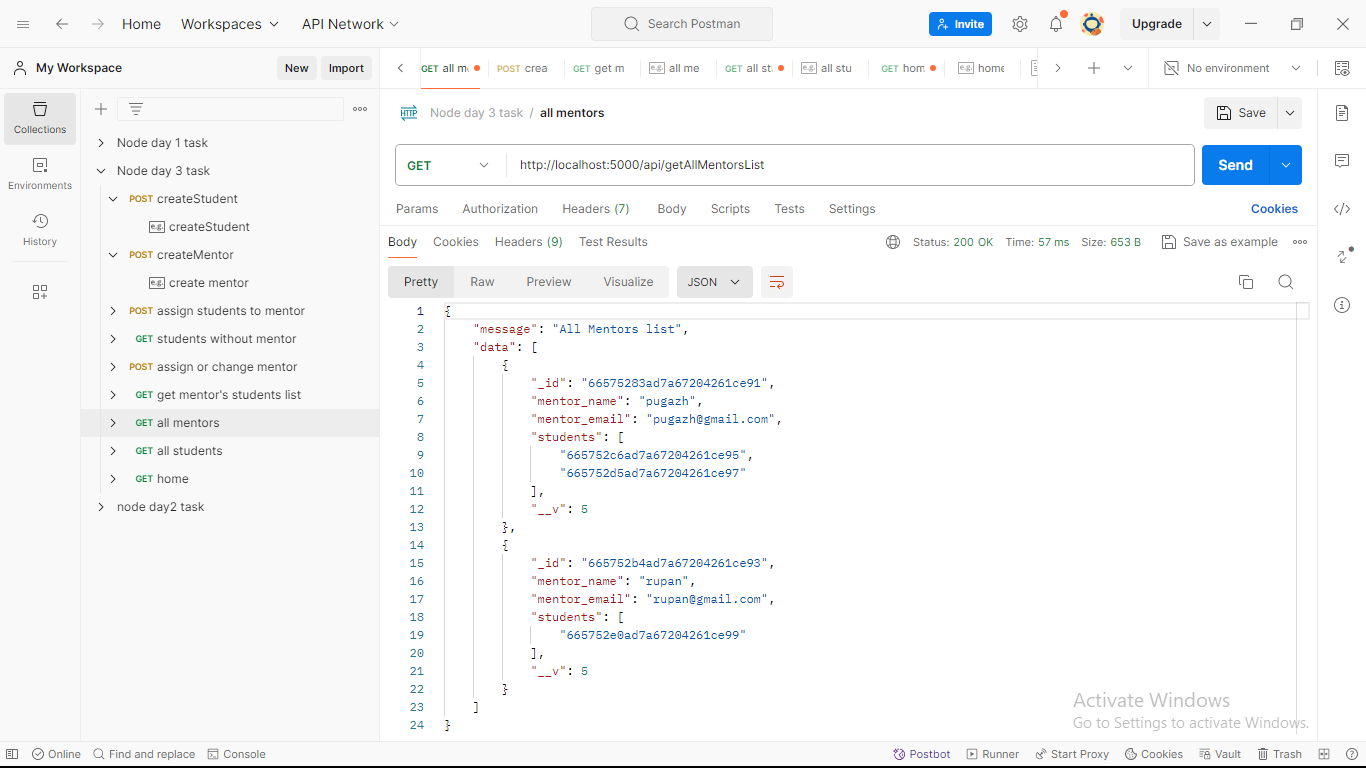 Home Workspaces API Network Search Postman Invite Upgrade
My Workspace New Import
GET all m POST crea GET get m e.g. all me GET all st e.g. all stu GET hom e.g. home No environment
Collections
Environments
History
Node day 1 task
Node day 3 task
POST createStudent
e.g. createStudent
POST createMentor
e.g. create mentor
POST assign students to mentor
GET students without mentor
POST assign or change mentor
GET get mentor's students list
GET all mentors
GET all students
GET home
node day2 task
HTTP Node day 3 task / all mentors Save
GET http://localhost:5000/api/getAllMentorsList Send
Params Authorization Headers (7) Body Scripts Tests Settings Cookies
Body Cookies Headers (9) Test Results Status: 200 OK Time: 57 ms Size: 653 B Save as example
Pretty Raw Preview Visualize JSON
1 {
2 "message": "All Mentors list",
3 "data": [
4 {
5 "_id": "66575283ad7a67204261ce91",
6 "mentor_name": "pugazh",
7 "mentor_email": "pugazh@gmail.com",
8 "students": [
9 "665752c6ad7a67204261ce95",
10 "665752d5ad7a67204261ce97"
11 ],
12 "__v": 5
13 },
14 {
15 "_id": "665752b4ad7a67204261ce93",
16 "mentor_name": "rupan",
17 "mentor_email": "rupan@gmail.com",
18 "students": [
19 "665752e0ad7a67204261ce99"
20 ],
21 "__v": 5
22 }
23 ]
24 }
Activate Windows
Go to Settings to activate Windows.
Online Find and replace Console Postbot Runner Start Proxy Cookies Vault Trash